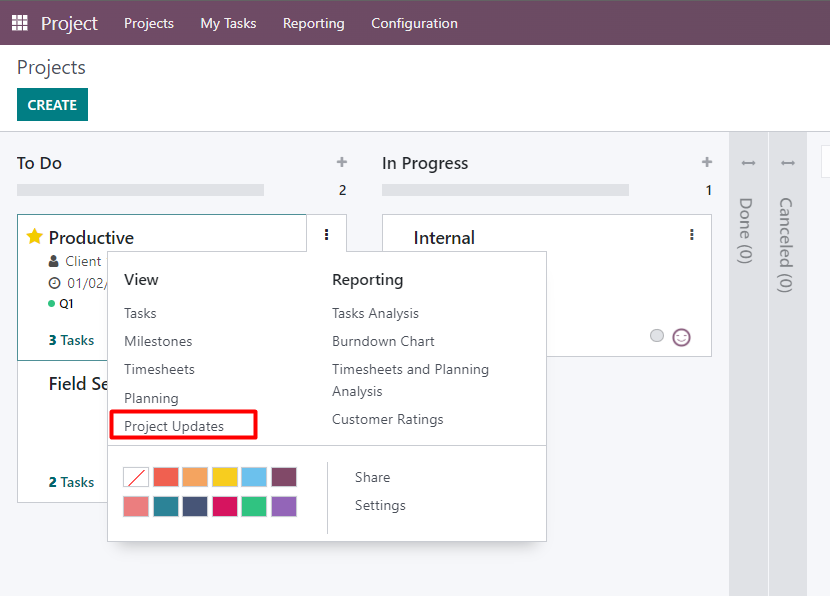 Project Projects My Tasks Reporting Configuration
Projects
CREATE
To Do
2
In Progress
1
Done (0)
Canceled (0)
Productive
Client
01/02/
Q1
3 Tasks
Internal
Field Se
2 Tasks
View
Tasks
Milestones
Timesheets
Planning
Project Updates
Reporting
Tasks Analysis
Burndown Chart
Timesheets and Planning
Analysis
Customer Ratings
Share
Settings